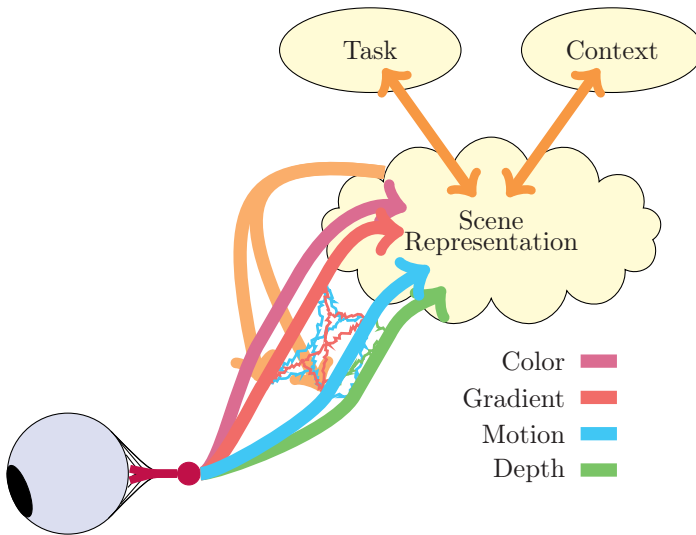 Task
Context
Scene
Representation
Color
Gradient
Motion
Depth